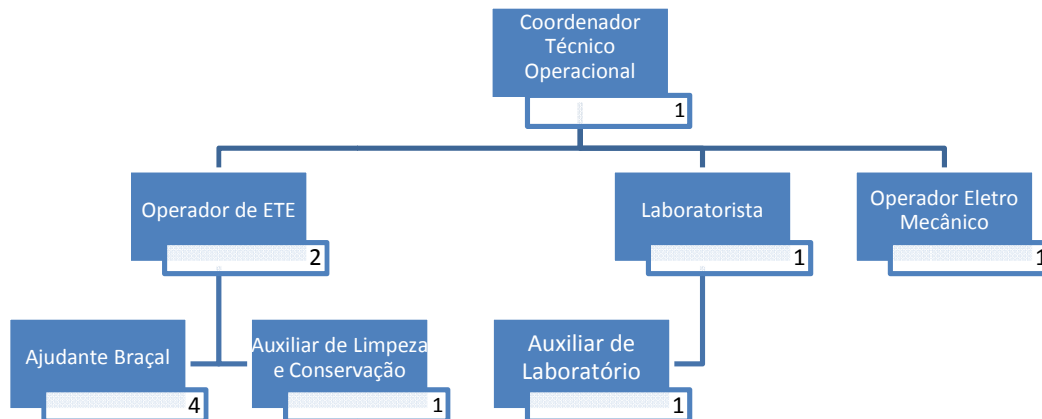 Coordenador
Técnico
Operacional
1
Operador de ETE
2
Laboratorista
1
Operador Eletro
Mecânico
1
Ajudante Braçal
4
Auxiliar de Limpeza
e Conservação
1
Auxiliar de
Laboratório
1